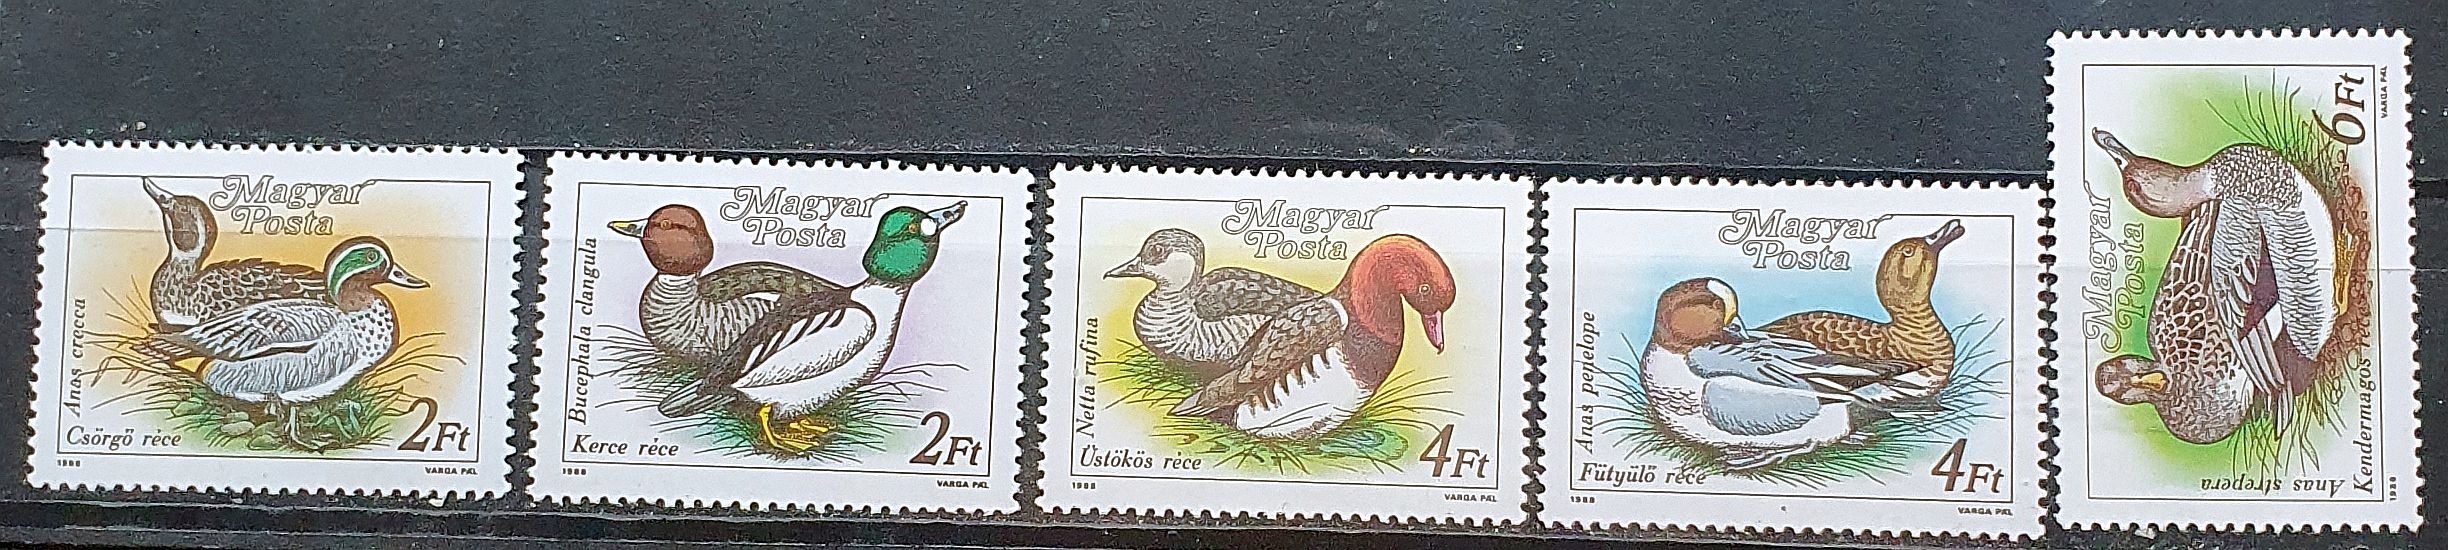 Magyar
Posta
Anas crecca
Csörgő réce
2Ft
1988
VARGA PÁL
Magyar
Posta
Bucephala clangula
Kerce réce
2Ft
1988
VARGA PÁL
Magyar
Posta
Netta rufina
Üstökös réce
4Ft
1988
VARGA PÁL
Magyar
Posta
Anas penelope
Fütyülő réce
4Ft
1988
VARGA PÁL
Magyar
Posta
Anas strepera
Kendermagos réce
6Ft
1988
VARGA PÁL